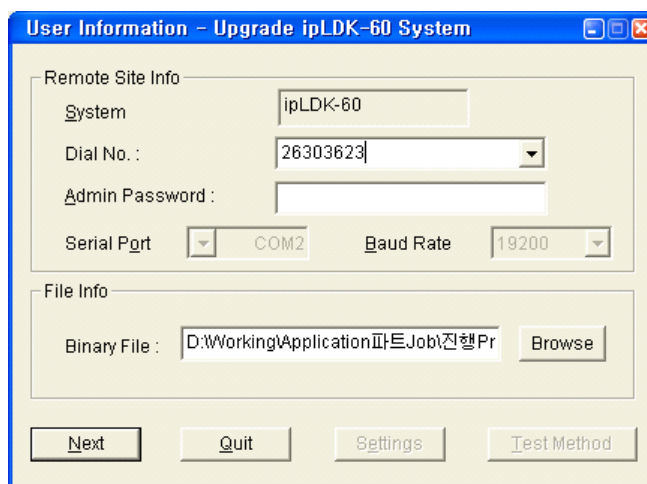 User Information - Upgrade ipLDK-60 System
Remote Site Info
System ipLDK-60
Dial No. : 26303623
Admin Password :
Serial Port COM2 Baud Rate 19200
File Info
Binary File : D:\Working\Application파트Job\진행Pr Browse
Next Quit Settings Test Method